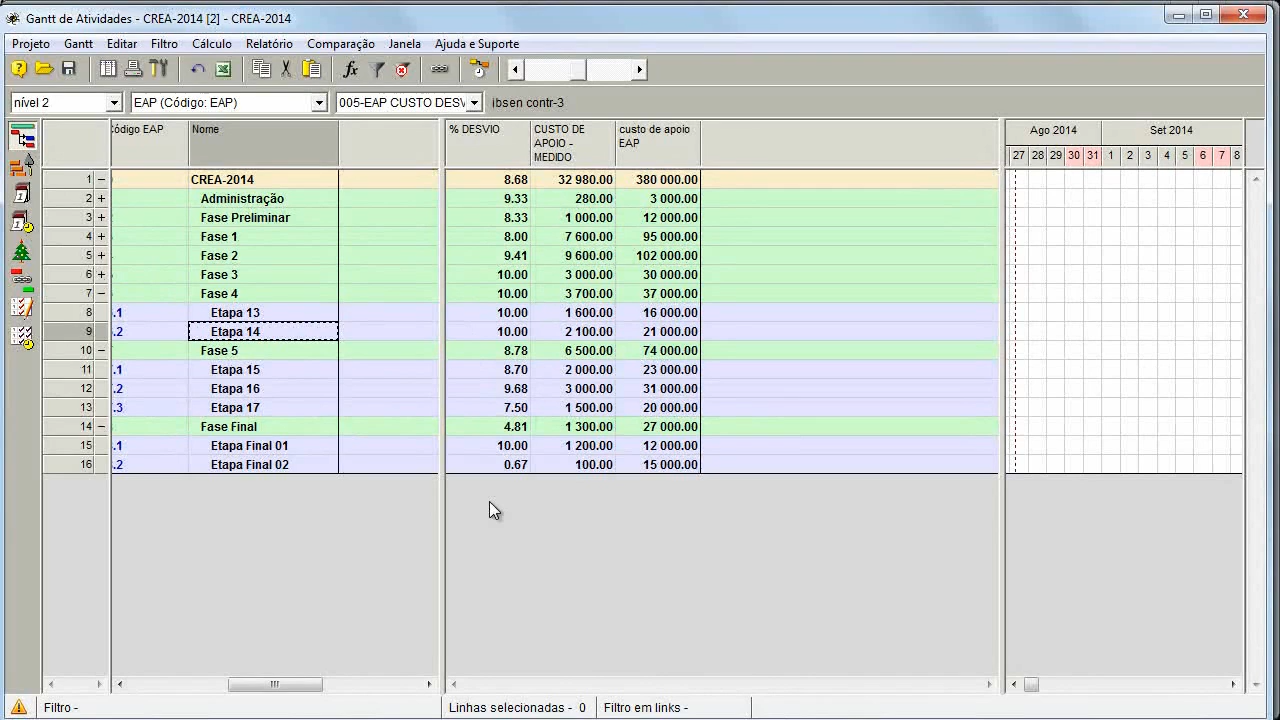 Gantt de Atividades - CREA-2014 [2] - CREA-2014
Projeto Gantt Editar Filtro Cálculo Relatório Comparação Janela Ajuda e Suporte
nível 2 EAP (Código: EAP) 005-EAP CUSTO DESV ibsen contr-3
ódigo EAP Nome % DESVIO CUSTO DE APOIO - MEDIDO custo de apoio EAP Ago 2014 Set 2014
27 28 29 30 31 1 2 3 4 5 6 7 8
1 − CREA-2014 8.68 32 980.00 380 000.00
2 + Administração 9.33 280.00 3 000.00
3 + Fase Preliminar 8.33 1 000.00 12 000.00
4 + Fase 1 8.00 7 600.00 95 000.00
5 + Fase 2 9.41 9 600.00 102 000.00
6 + Fase 3 10.00 3 000.00 30 000.00
7 − Fase 4 10.00 3 700.00 37 000.00
8 .1 Etapa 13 10.00 1 600.00 16 000.00
9 .2 Etapa 14 10.00 2 100.00 21 000.00
10 − Fase 5 8.78 6 500.00 74 000.00
11 .1 Etapa 15 8.70 2 000.00 23 000.00
12 .2 Etapa 16 9.68 3 000.00 31 000.00
13 .3 Etapa 17 7.50 1 500.00 20 000.00
14 − Fase Final 4.81 1 300.00 27 000.00
15 .1 Etapa Final 01 10.00 1 200.00 12 000.00
16 .2 Etapa Final 02 0.67 100.00 15 000.00
Filtro - Linhas selecionadas - 0 Filtro em links -